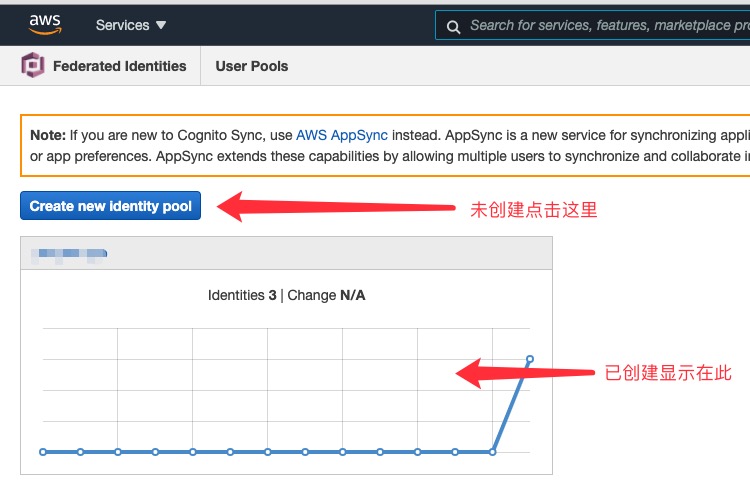 aws
Services ▼
Search for services, features, marketplace pro
Federated Identities
User Pools
Note: If you are new to Cognito Sync, use AWS AppSync instead. AppSync is a new service for synchronizing appli
or app preferences. AppSync extends these capabilities by allowing multiple users to synchronize and collaborate in
Create new identity pool
未创建点击这里
Identities 3 | Change N/A
已创建显示在此